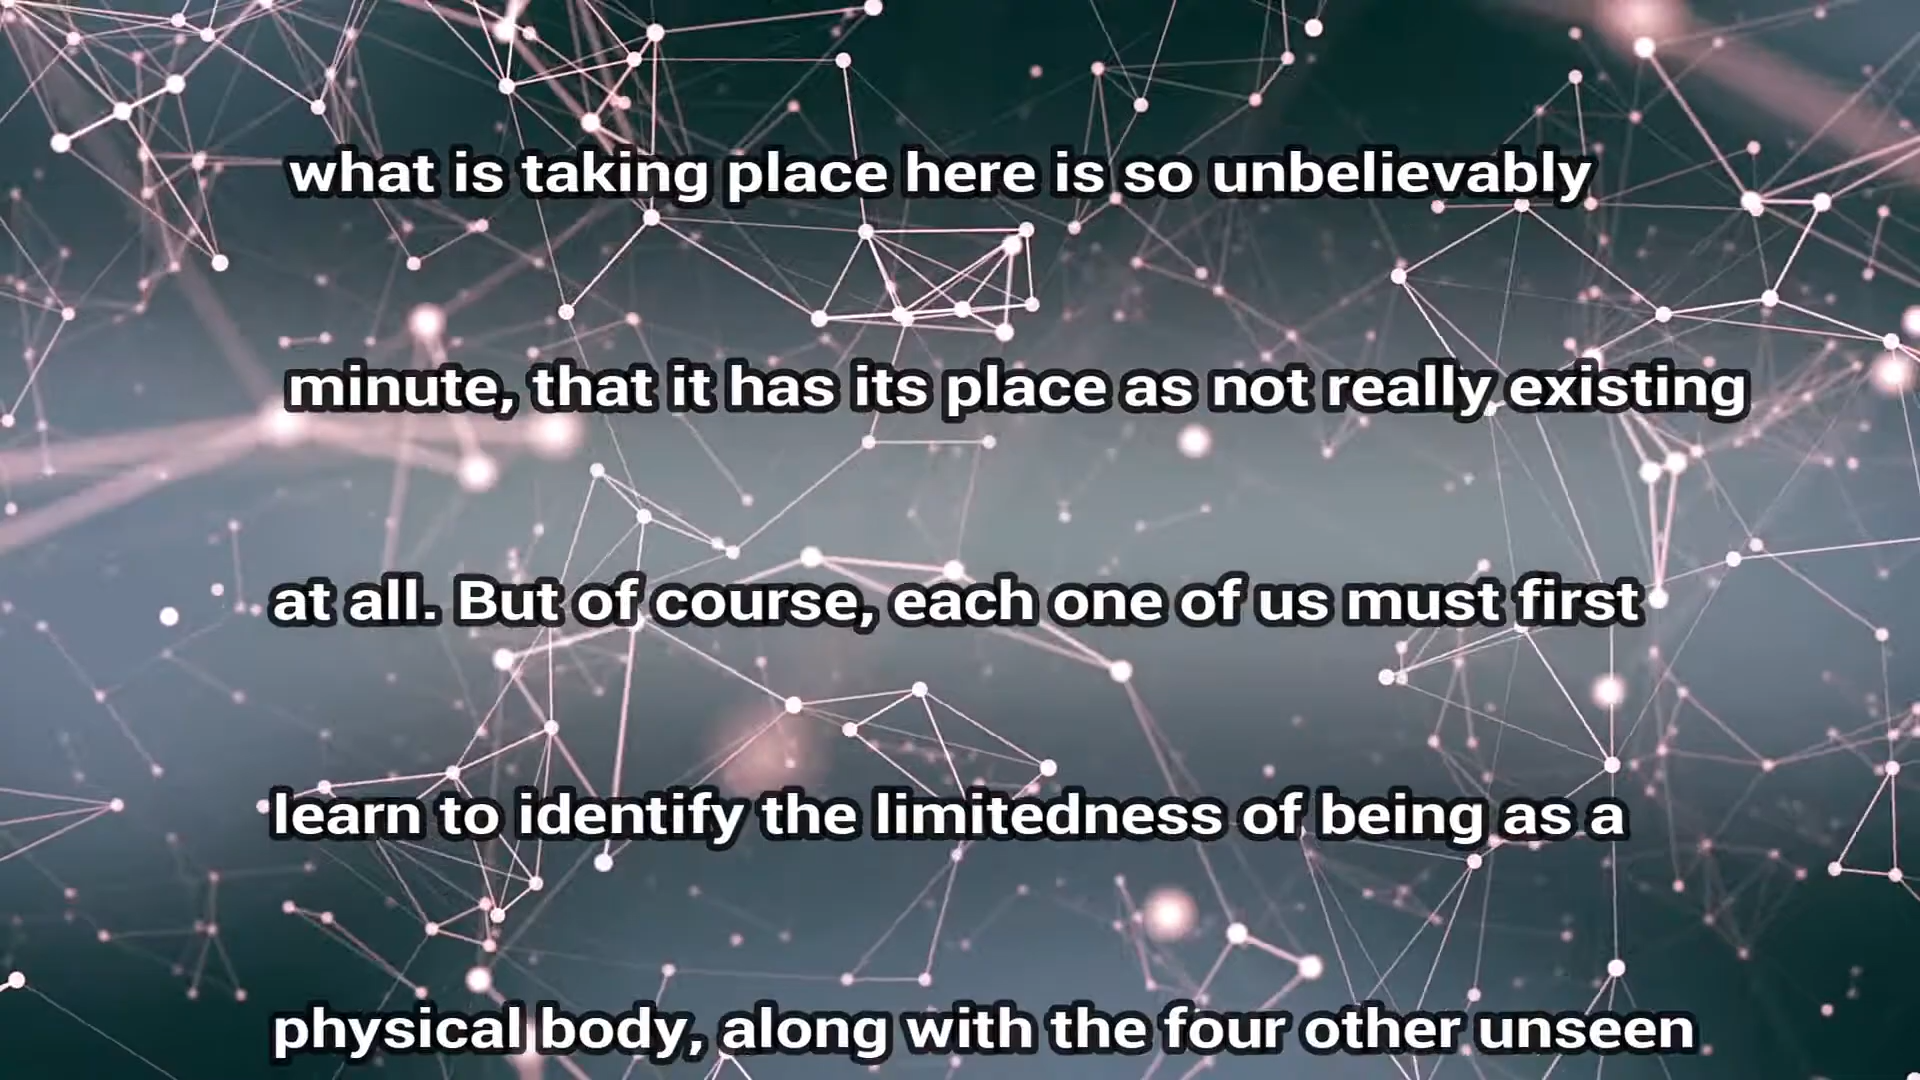 what is taking place here is so unbelievably
minute, that it has its place as not really existing
at all. But of course, each one of us must first
learn to identify the limitedness of being as a
physical body, along with the four other unseen